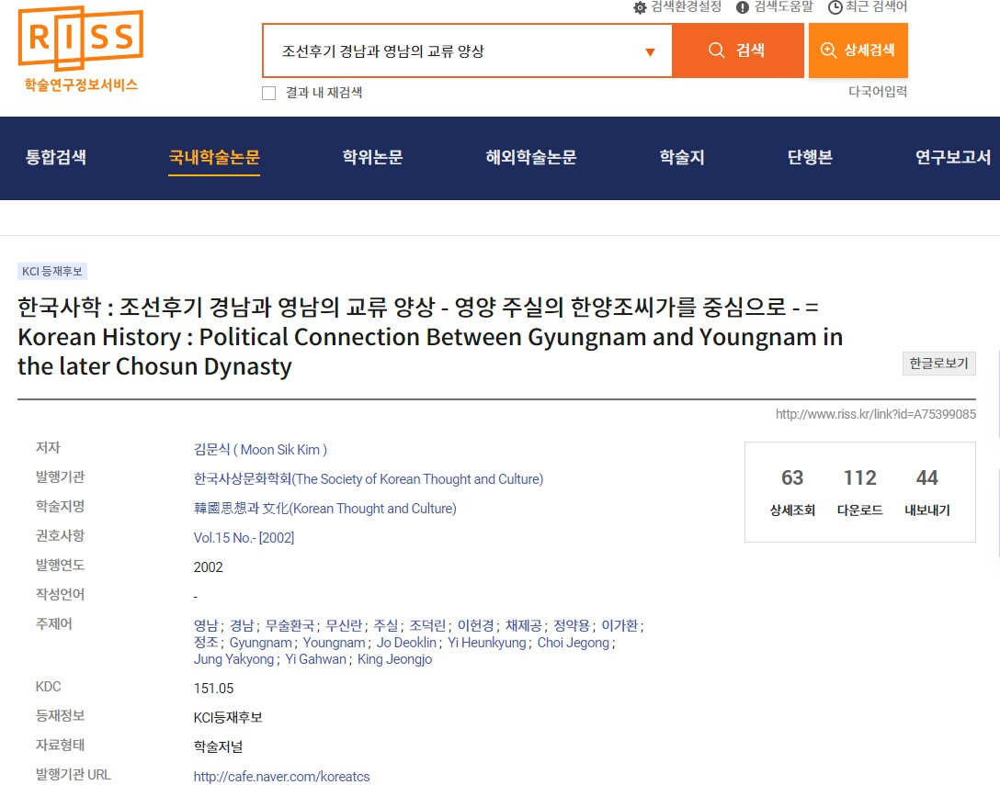 검색환경설정 검색도움말 최근 검색어
RISS
학술연구정보서비스
조선후기 경남과 영남의 교류 양상
검색
상세검색
결과 내 재검색
다국어입력
통합검색 국내학술논문 학위논문 해외학술논문 학술지 단행본 연구보고서
KCI 등재후보
한국사학 : 조선후기 경남과 영남의 교류 양상 - 영양 주실의 한양조씨가를 중심으로 - =
Korean History : Political Connection Between Gyungnam and Youngnam in
the later Chosun Dynasty
한글로보기
http://www.riss.kr/link?id=A75399085
저자 김문식 ( Moon Sik Kim )
발행기관 한국사상문화학회(The Society of Korean Thought and Culture)
학술지명 韓國思想과 文化(Korean Thought and Culture)
권호사항 Vol.15 No.- [2002]
발행연도 2002
작성언어 -
주제어 영남 ; 경남 ; 무술환국 ; 무신란 ; 주실 ; 조덕린 ; 이헌경 ; 채제공 ; 정약용 ; 이가환 ;
정조 ; Gyungnam ; Youngnam ; Jo Deoklin ; Yi Heunkyung ; Choi Jegong ;
Jung Yakyong ; Yi Gahwan ; King Jeongjo
KDC 151.05
등재정보 KCI등재후보
자료형태 학술저널
발행기관 URL http://cafe.naver.com/koreatcs
63 112 44
상세조회 다운로드 내보내기